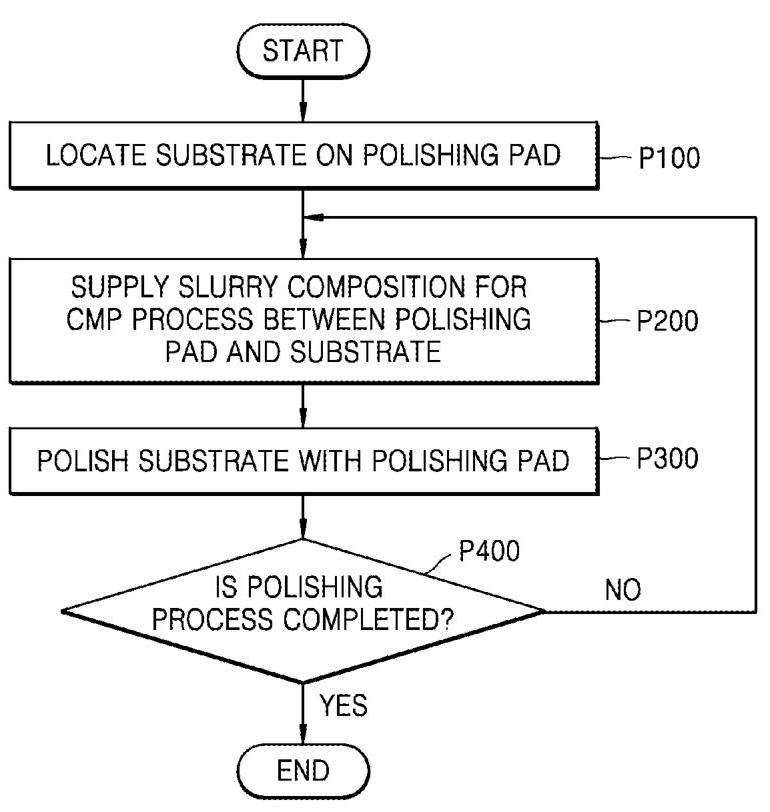 START
LOCATE SUBSTRATE ON POLISHING PAD
P100
SUPPLY SLURRY COMPOSITION FOR
CMP PROCESS BETWEEN POLISHING
PAD AND SUBSTRATE
P200
POLISH SUBSTRATE WITH POLISHING PAD
P300
P400
IS POLISHING
PROCESS COMPLETED?
NO
YES
END